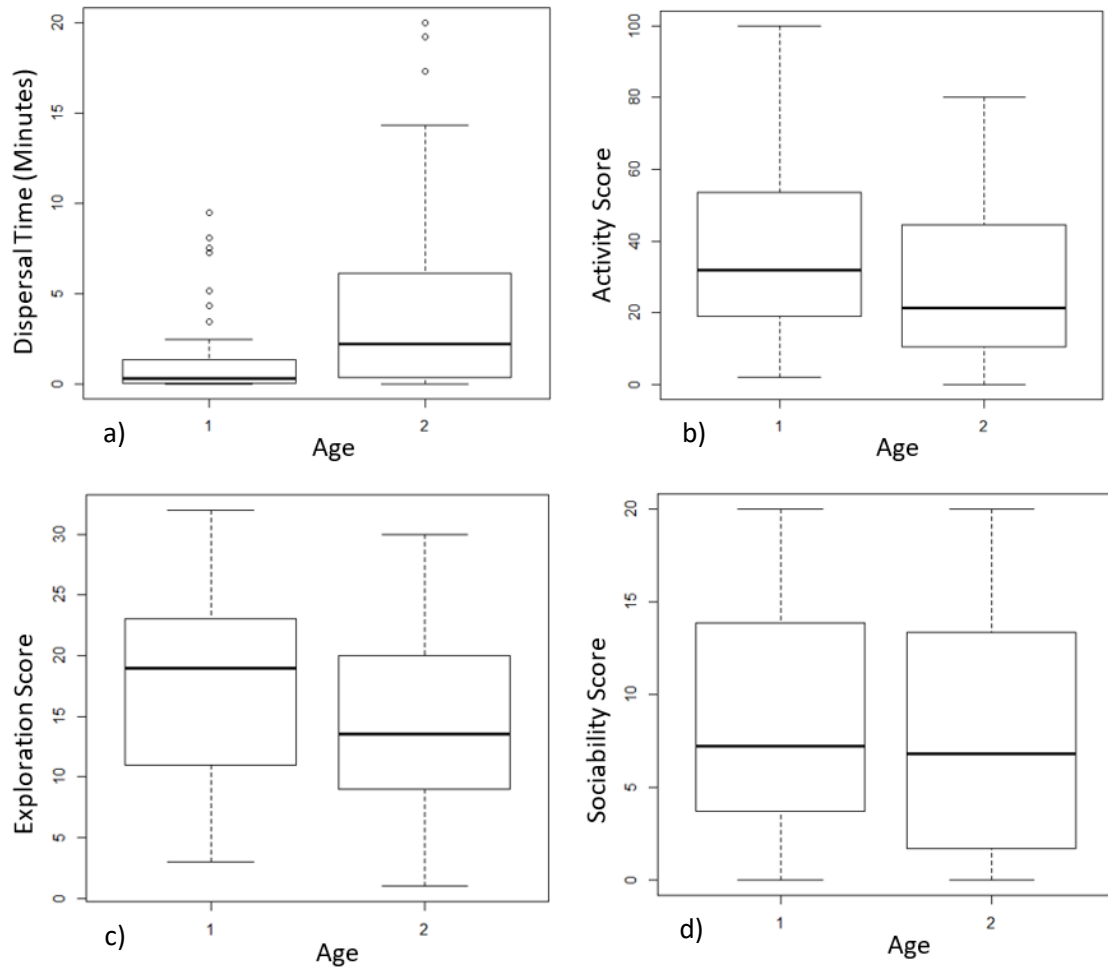 Dispersal Time (Minutes)
20
15
10
5
0
1
2
a)
Age
Activity Score
100
80
60
40
20
0
1
2
b)
Age
Exploration Score
30
25
20
15
10
5
0
1
2
c)
Age
Sociability Score
20
15
10
5
0
1
2
d)
Age